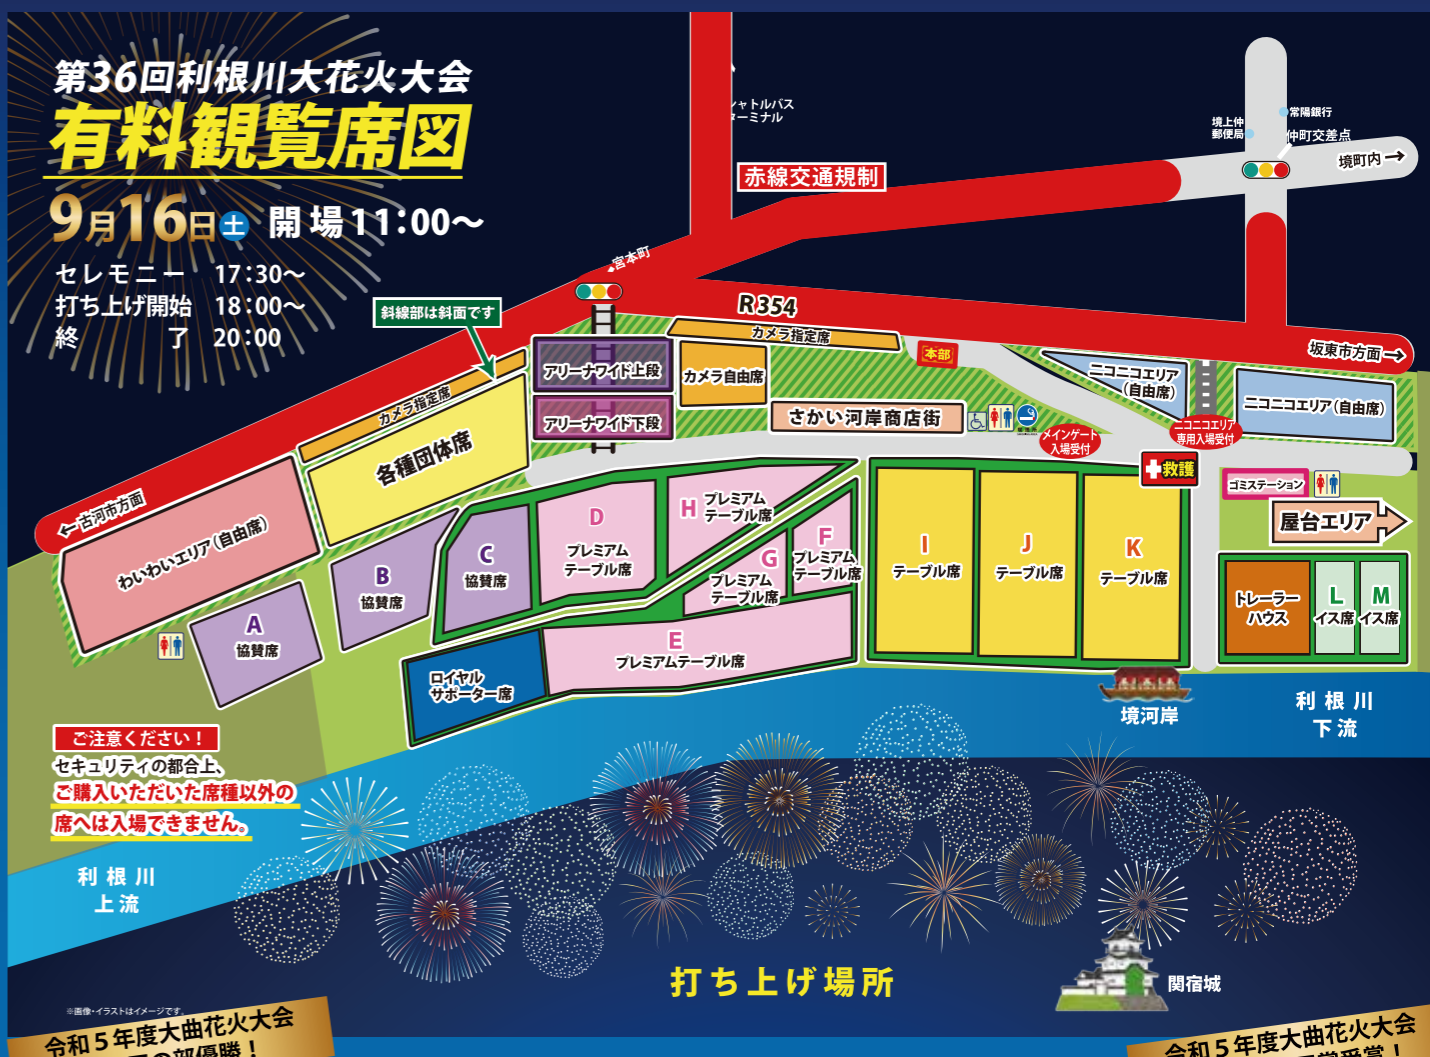 第36回利根川大花火大会
有料観覧席図
9月16日土 開場11:00～
セレモニー 17:30～
打ち上げ開始 18:00～
終了 20:00
斜線部は斜面です
ャトルバス
ーミナル
赤線交通規制
常陽銀行
境上仲
郵便局
仲町交差点
境町内→
宮本町
R354
坂東市方面→
←古河市方面
カメラ指定席
カメラ指定席
アリーナワイド上段
アリーナワイド下段
カメラ自由席
本部
ニコニコエリア
(自由席)
ニコニコエリア(自由席)
各種団体席
さかい河岸商店街
メインゲート
入場受付
ニコニコエリア
専用入場受付
救護
ゴミステーション
屋台エリア
わいわいエリア(自由席)
A
協賛席
B
協賛席
C
協賛席
D
プレミアム
テーブル席
H プレミアム
テーブル席
G
プレミアム
テーブル席
F
プレミアム
テーブル席
E
プレミアムテーブル席
I
テーブル席
J
テーブル席
K
テーブル席
トレーラー
ハウス
L
イス席
M
イス席
ロイヤル
サポーター席
境河岸
利根川
下流
ご注意ください！
セキュリティの都合上、
ご購入いただいた席種以外の
席へは入場できません。
利根川
上流
打ち上げ場所
関宿城
※画像・イラストはイメージです。
令和5年度大曲花火大会
の部優勝！
令和5年度大曲花火大会
賞受賞！